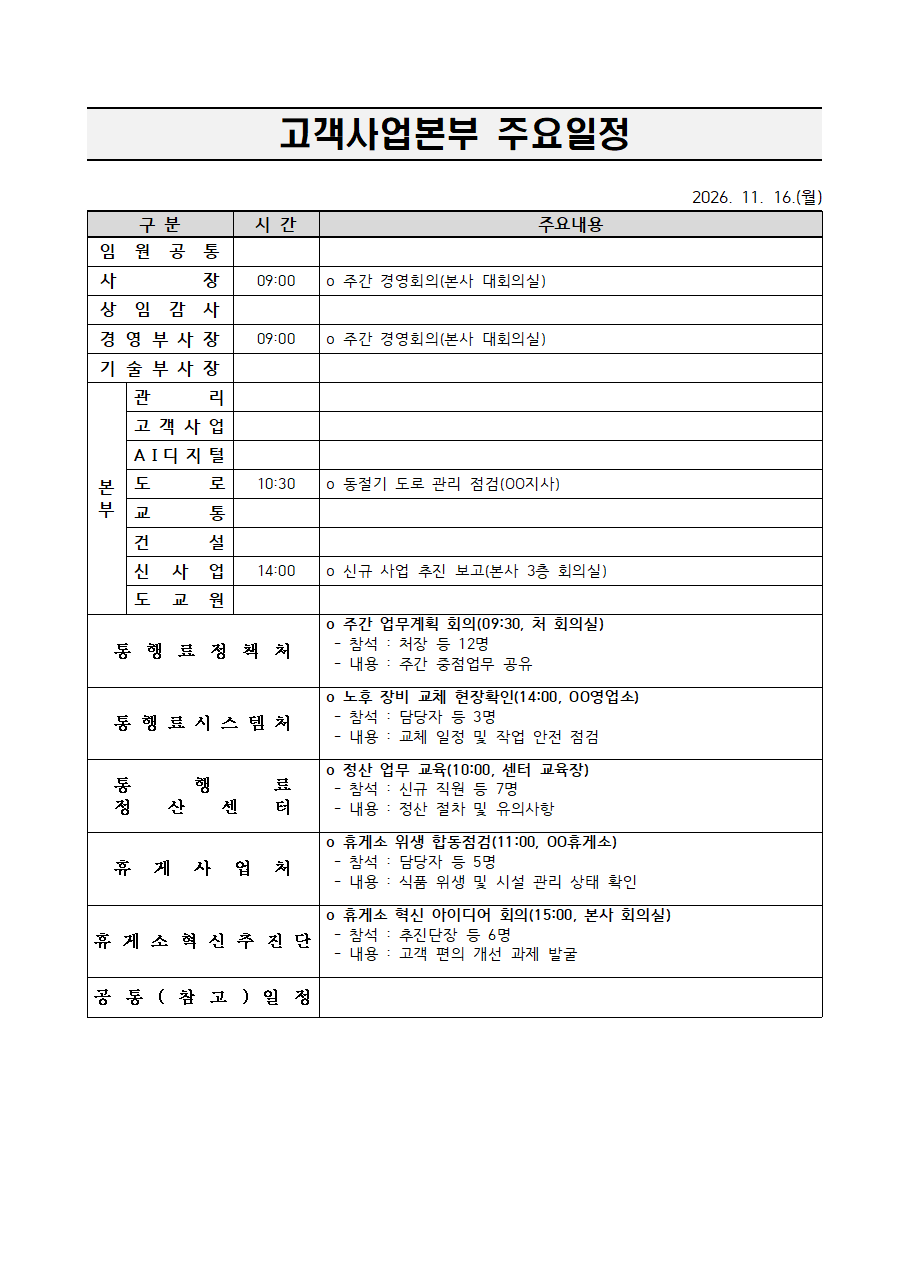 고객사업본부 주요일정
2026. 11. 16.(월)
구 분 시 간 주요내용
임 원 공 통
사 장 09:00 o 주간 경영회의(본사 대회의실)
상 임 감 사
경 영 부 사 장 09:00 o 주간 경영회의(본사 대회의실)
기 술 부 사 장
본부
관 리
고 객 사 업
A I 디 지 털
도 로 10:30 o 동절기 도로 관리 점검(OO지사)
교 통
건 설
신 사 업 14:00 o 신규 사업 추진 보고(본사 3층 회의실)
도 교 원
통 행 료 정 책 처
o 주간 업무계획 회의(09:30, 처 회의실)
- 참석 : 처장 등 12명
- 내용 : 주간 중점업무 공유
통 행 료 시 스 템 처
o 노후 장비 교체 현장확인(14:00, OO영업소)
- 참석 : 담당자 등 3명
- 내용 : 교체 일정 및 작업 안전 점검
통 행 료
정 산 센 터
o 정산 업무 교육(10:00, 센터 교육장)
- 참석 : 신규 직원 등 7명
- 내용 : 정산 절차 및 유의사항
휴 게 사 업 처
o 휴게소 위생 합동점검(11:00, OO휴게소)
- 참석 : 담당자 등 5명
- 내용 : 식품 위생 및 시설 관리 상태 확인
휴 게 소 혁 신 추 진 단
o 휴게소 혁신 아이디어 회의(15:00, 본사 회의실)
- 참석 : 추진단장 등 6명
- 내용 : 고객 편의 개선 과제 발굴
공 통 ( 참 고 ) 일 정